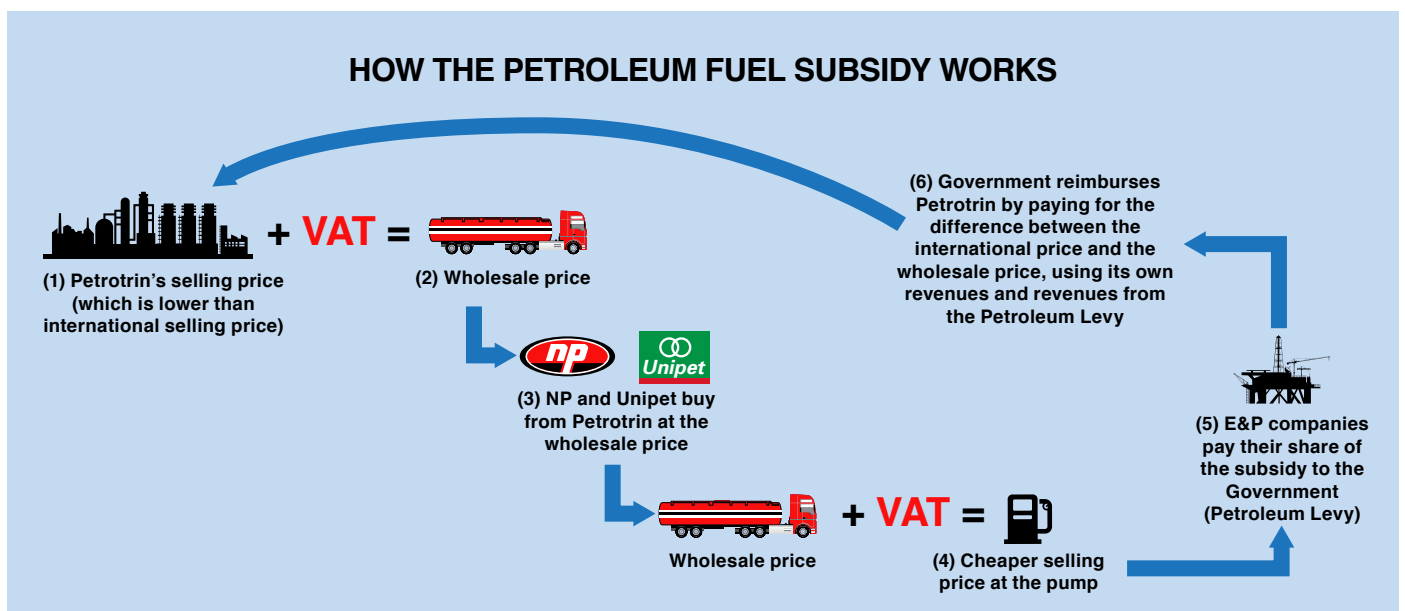 HOW THE PETROLEUM FUEL SUBSIDY WORKS
+ VAT =
(1) Petrotrin’s selling price
(which is lower than
international selling price)
(2) Wholesale price
np
Unipet
(3) NP and Unipet buy
from Petrotrin at the
wholesale price
Wholesale price
+ VAT =
(4) Cheaper selling
price at the pump
(5) E&P companies
pay their share of
the subsidy to the
Government
(Petroleum Levy)
(6) Government reimburses
Petrotrin by paying for the
difference between the
international price and the
wholesale price, using its own
revenues and revenues from
the Petroleum Levy